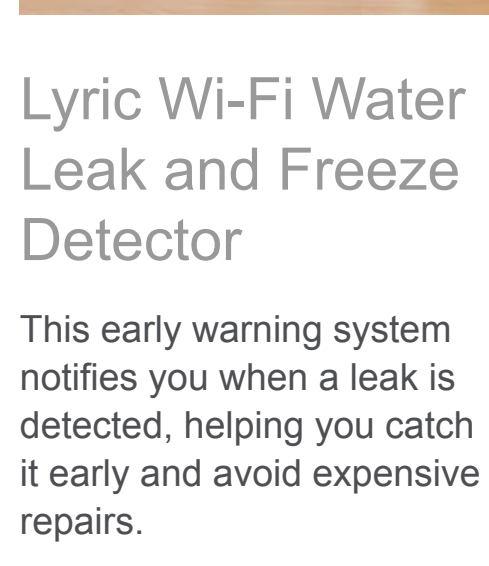 Lyric Wi-Fi Water
Leak and Freeze
Detector
This early warning system
notifies you when a leak is
detected, helping you catch
it early and avoid expensive
repairs.